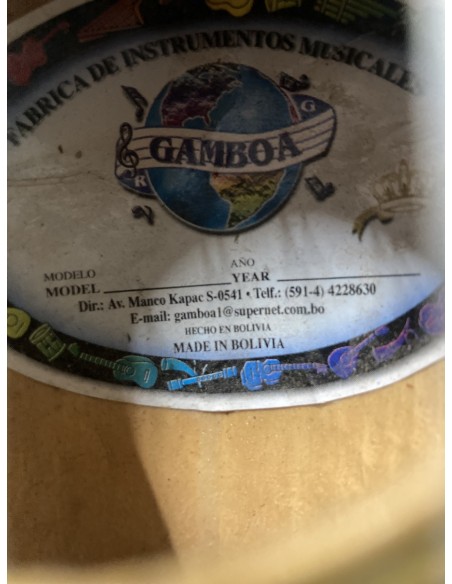 FABRICA DE INSTRUMENTOS MUSICALES
G
GAMBOA
R
MODELO AÑO
MODEL YEAR
Dir.: Av. Manco Kapac S-0541 • Telf.: (591-4) 4228630
E-mail: gamboa1@supernet.com.bo
HECHO EN BOLIVIA
MADE IN BOLIVIA